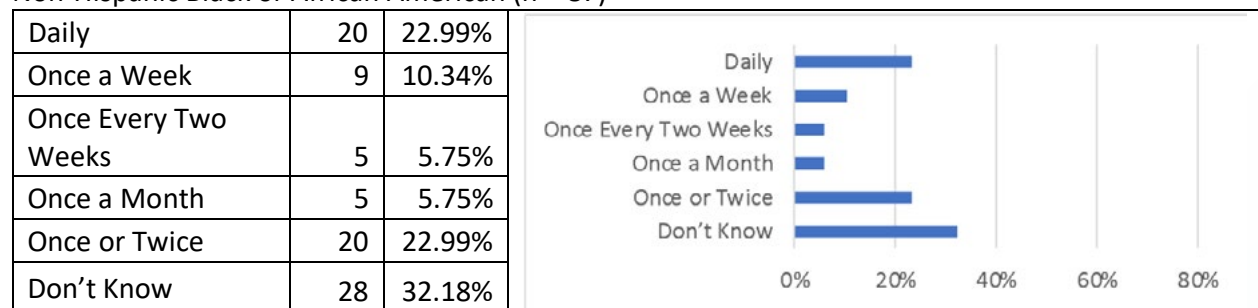 Daily 20 22.99%
Once a Week 9 10.34%
Once Every Two
Weeks 5 5.75%
Once a Month 5 5.75%
Once or Twice 20 22.99%
Don't Know 28 32.18%
Daily
Once a Week
Once Every Two Weeks
Once a Month
Once or Twice
Don't Know
0% 20% 40% 60% 80%